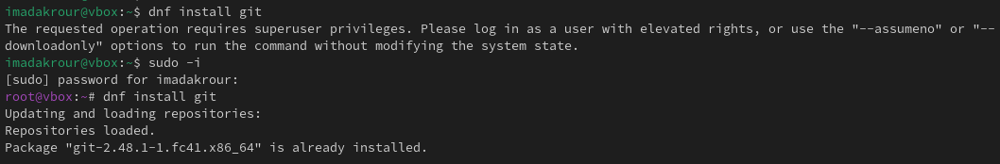 imadakrour@vbox:~$ dnf install git
The requested operation requires superuser privileges. Please log in as a user with elevated rights, or use the "--assumeno" or "--
downloadonly" options to run the command without modifying the system state.
imadakrour@vbox:~$ sudo -i
[sudo] password for imadakrour:
root@vbox:~# dnf install git
Updating and loading repositories:
Repositories loaded.
Package "git-2.48.1-1.fc41.x86_64" is already installed.